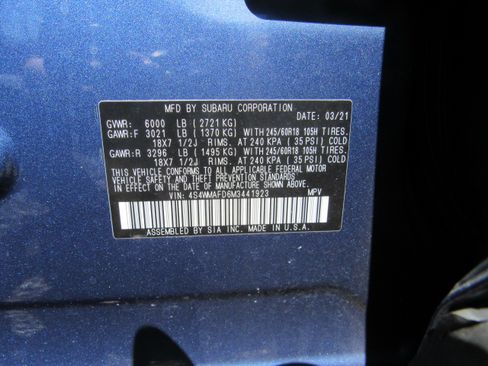 MFD BY SUBARU CORPORATION
DATE: 03/21
GVWR: 6000 LB ( 2721 KG)
GAWR:F 3021 LB ( 1370 KG) WITH 245/60R18 105H TIRES.
18X7 1/2J RIMS. AT 240 KPA ( 35 PSI) COLD
GAWR:R 3296 LB ( 1495 KG) WITH 245/60R18 105H TIRES.
18X7 1/2J RIMS. AT 240 KPA ( 35 PSI) COLD
THIS VEHICLE CONFORMS TO ALL APPLICABLE FEDERAL MOTOR
VEHICLE SAFETY AND THEFT PREVENTION STANDARDS IN EFFECT
ON THE DATE OF MANUFACTURE SHOWN ABOVE.
VIN: 4S4WMAFD6M3441923 MPV
ASSEMBLED BY SIA INC. MADE IN U.S.A.